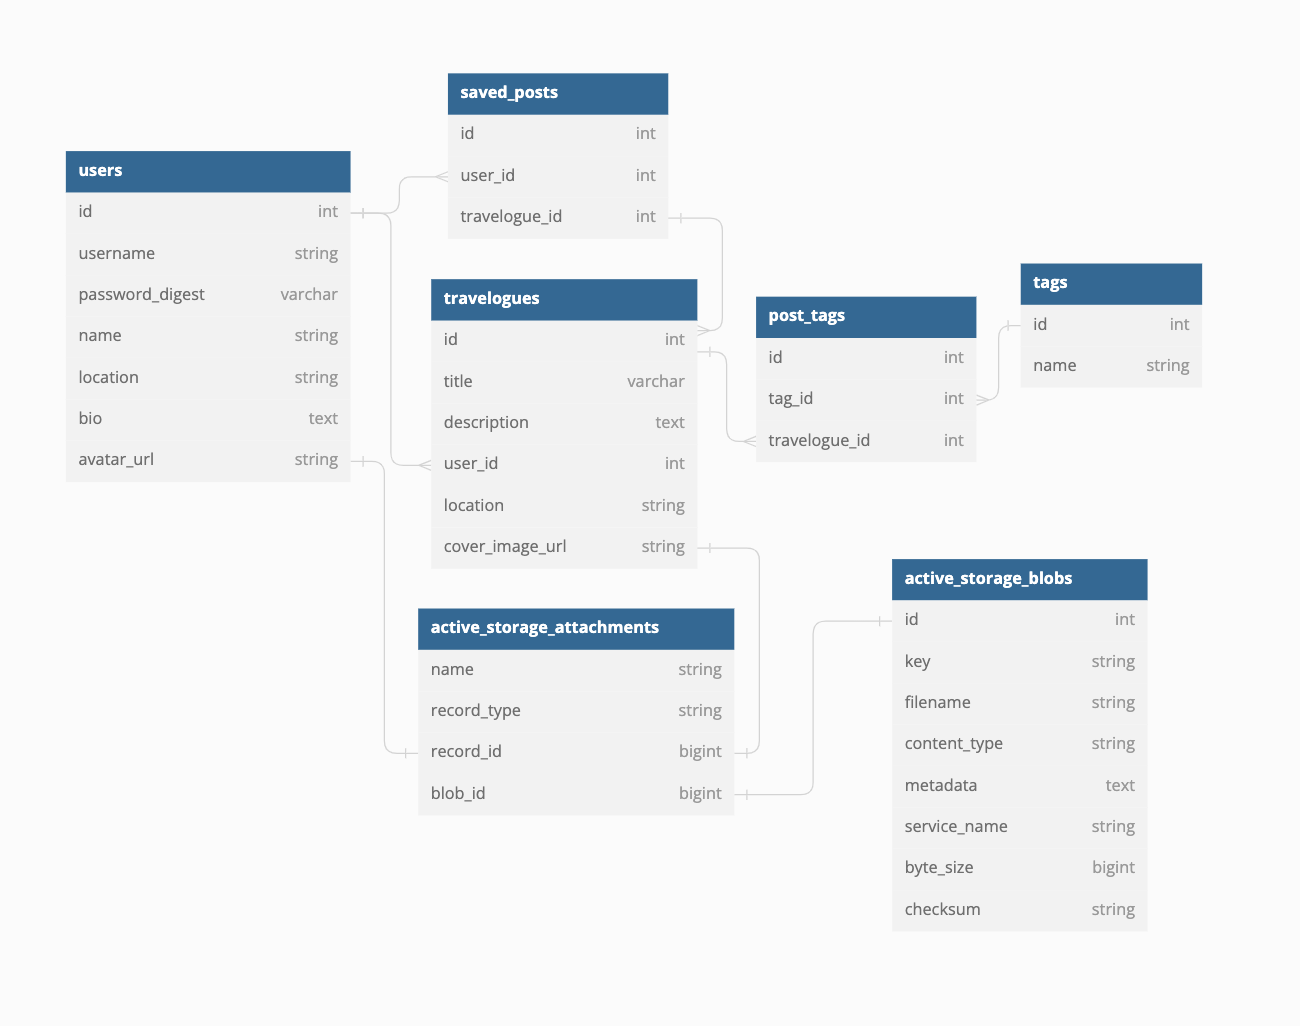 saved_posts
id int
user_id int
travelogue_id int
users
id int
username string
password_digest varchar
name string
location string
bio text
avatar_url string
travelogues
id int
title varchar
description text
user_id int
location string
cover_image_url string
post_tags
id int
tag_id int
travelogue_id int
tags
id int
name string
active_storage_attachments
name string
record_type string
record_id bigint
blob_id bigint
active_storage_blobs
id int
key string
filename string
content_type string
metadata text
service_name string
byte_size bigint
checksum string